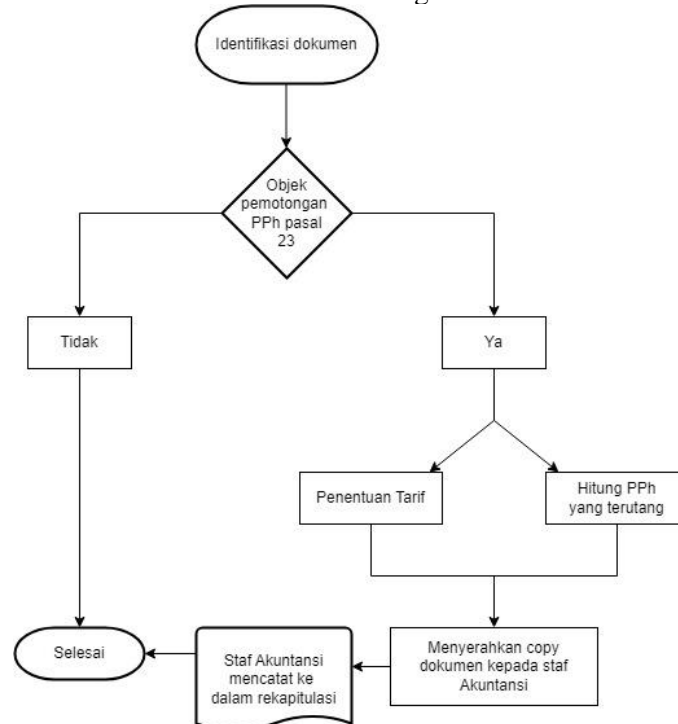 Identifikasi dokumen
Objek
pemotongan
PPh pasal
23
Tidak
Ya
Penentuan Tarif
Hitung PPh
yang terutang
Menyerahkan copy
dokumen kepada staf
Akuntansi
Staf Akuntansi
mencatat ke
dalam rekapitulasi
Selesai